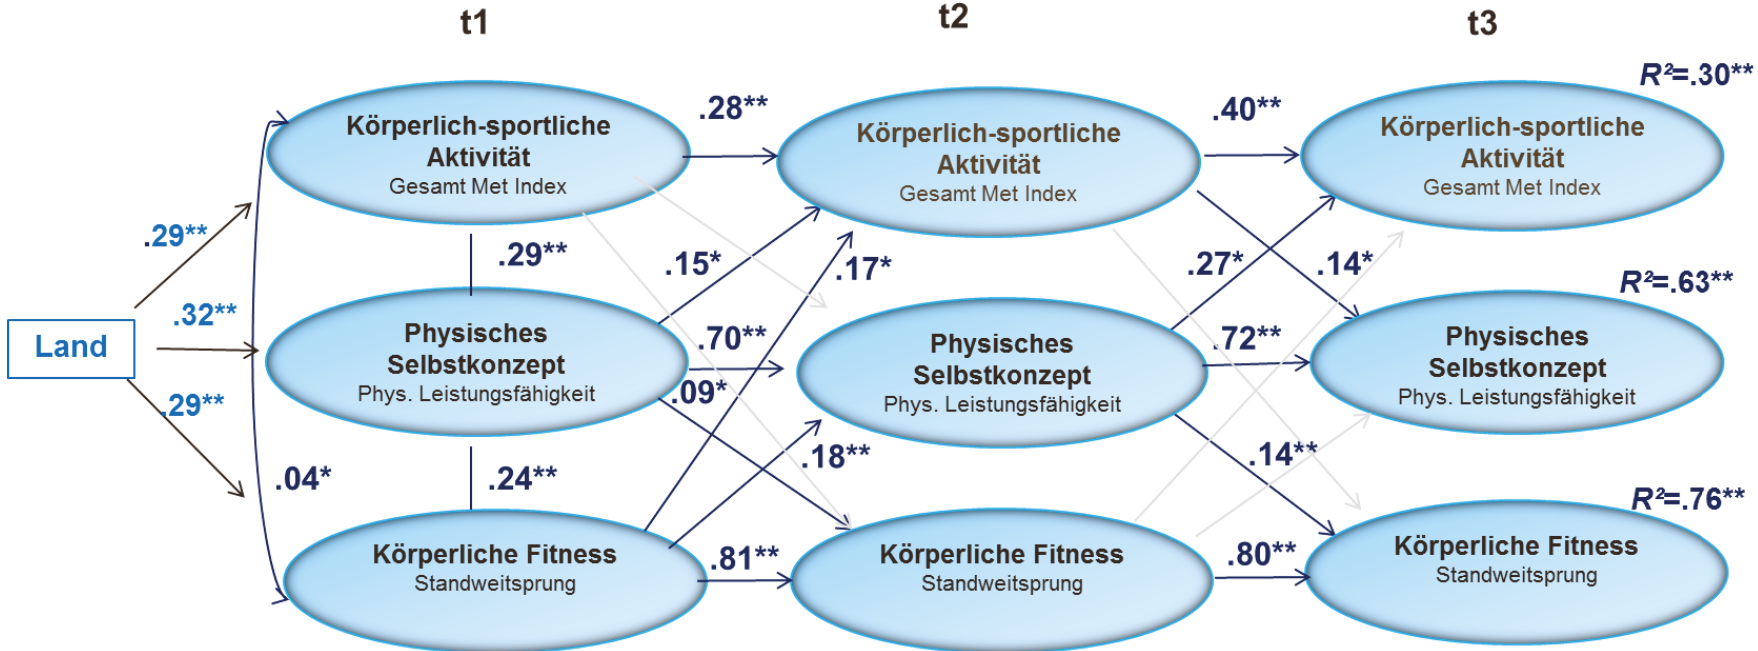 t1
t2
t3
R²=.30**
Körperlich-sportliche
Aktivität
Gesamt Met Index
.28**
Körperlich-sportliche
Aktivität
Gesamt Met Index
.40**
Körperlich-sportliche
Aktivität
Gesamt Met Index
.29**
.29**
.15*
.17*
.27*
.14*
R²=.63**
.32**
Land
Physisches
Selbstkonzept
Phys. Leistungsfähigkeit
.70**
.09*
Physisches
Selbstkonzept
Phys. Leistungsfähigkeit
.72**
Physisches
Selbstkonzept
Phys. Leistungsfähigkeit
.29**
.04*
.24**
.18**
.14**
R²=.76**
Körperliche Fitness
Standweitsprung
.81**
Körperliche Fitness
Standweitsprung
.80**
Körperliche Fitness
Standweitsprung